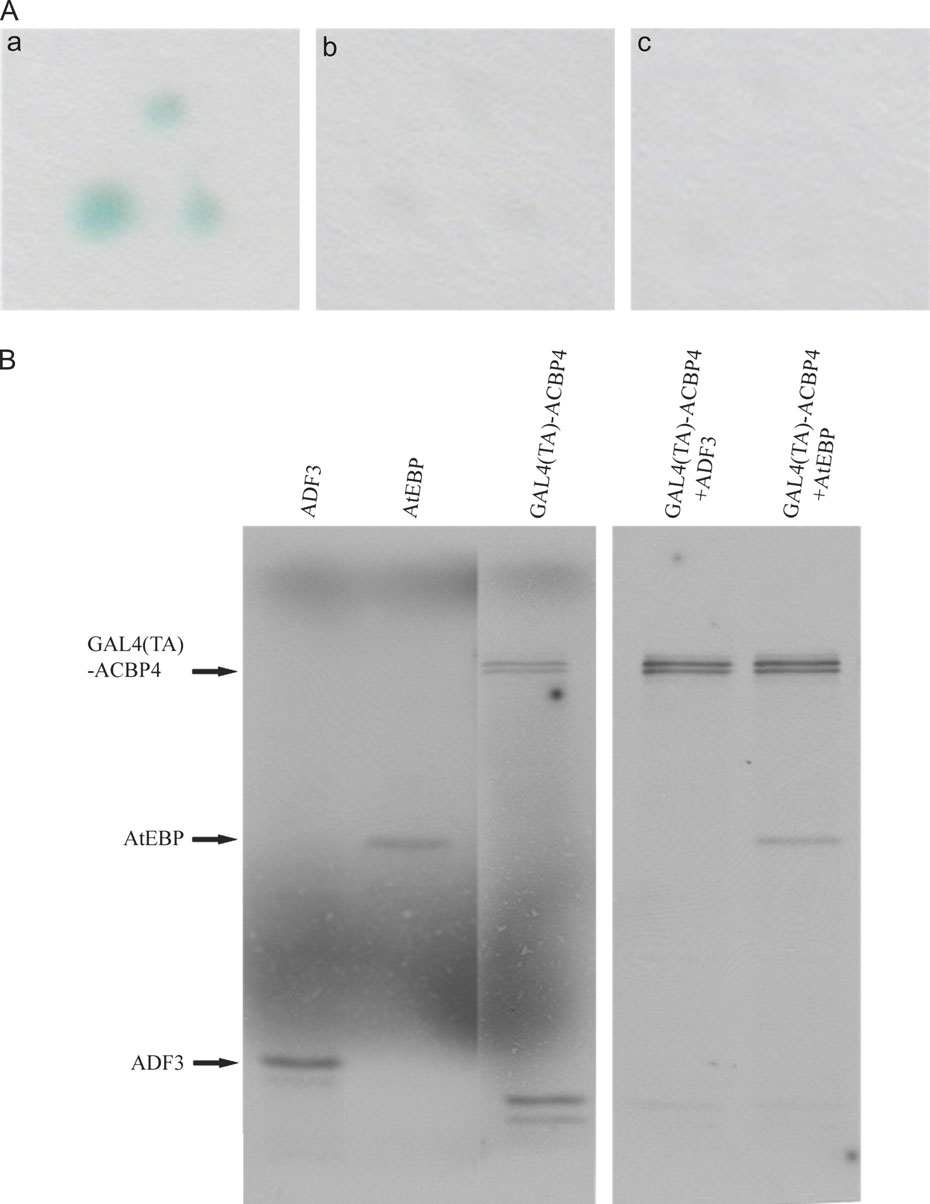 A
a
b
c
B
ADF3
AtEBP
GAL4(TA)-ACBP4
GAL4(TA)-ACBP4
+ADF3
GAL4(TA)-ACBP4
+AtEBP
GAL4(TA)
-ACBP4
AtEBP
ADF3